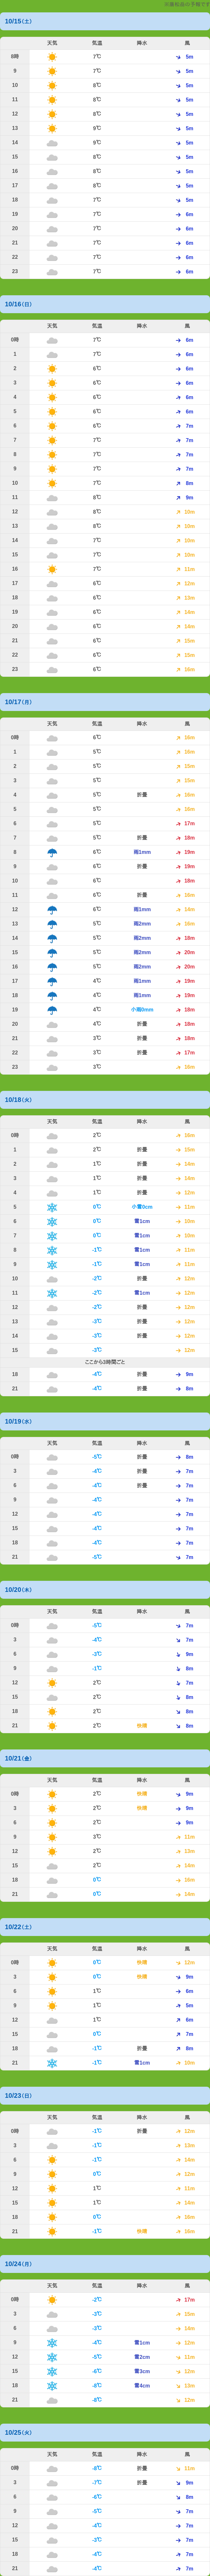 10/15(土)
天気 気温 降水 風
8時 7℃ 5m
9 7℃ 5m
10 8℃ 5m
11 8℃ 5m
12 8℃ 5m
13 9℃ 5m
14 9℃ 5m
15 8℃ 5m
16 8℃ 5m
17 8℃ 5m
18 7℃ 5m
19 7℃ 6m
20 7℃ 6m
21 7℃ 6m
22 7℃ 6m
23 7℃ 6m
10/16(日)
天気 気温 降水 風
0時 7℃ 6m
1 7℃ 6m
2 6℃ 6m
3 6℃ 6m
4 6℃ 6m
5 6℃ 6m
6 6℃ 7m
7 7℃ 7m
8 7℃ 7m
9 7℃ 7m
10 7℃ 8m
11 8℃ 9m
12 8℃ 10m
13 8℃ 10m
14 7℃ 10m
15 7℃ 10m
16 7℃ 11m
17 6℃ 12m
18 6℃ 13m
19 6℃ 14m
20 6℃ 14m
21 6℃ 15m
22 6℃ 15m
23 6℃ 16m
10/17(月)
天気 気温 降水 風
0時 6℃ 16m
1 5℃ 16m
2 5℃ 15m
3 5℃ 15m
4 5℃ 折畳 16m
5 5℃ 16m
6 5℃ 17m
7 5℃ 折畳 18m
8 6℃ 雨1mm 19m
9 6℃ 折畳 19m
10 6℃ 18m
11 6℃ 折畳 16m
12 6℃ 雨1mm 14m
13 5℃ 雨2mm 16m
14 5℃ 雨2mm 18m
15 5℃ 雨2mm 20m
16 5℃ 雨2mm 20m
17 4℃ 雨1mm 19m
18 4℃ 雨1mm 19m
19 4℃ 小雨0mm 18m
20 4℃ 折畳 18m
21 3℃ 折畳 18m
22 3℃ 折畳 17m
23 3℃ 16m
10/18(火)
天気 気温 降水 風
0時 2℃ 16m
1 2℃ 折畳 15m
2 1℃ 折畳 14m
3 1℃ 折畳 14m
4 1℃ 折畳 12m
5 0℃ 小雪0cm 11m
6 0℃ 雪1cm 10m
7 0℃ 雪1cm 10m
8 -1℃ 雪1cm 11m
9 -1℃ 雪1cm 11m
10 -2℃ 折畳 12m
11 -2℃ 雪1cm 12m
12 -2℃ 折畳 12m
13 -3℃ 折畳 12m
14 -3℃ 折畳 12m
15 -3℃ 12m
ここから3時間ごと
18 -4℃ 折畳 9m
21 -4℃ 折畳 8m
10/19(水)
天気 気温 降水 風
0時 -5℃ 折畳 8m
3 -4℃ 折畳 7m
6 -4℃ 折畳 7m
9 -4℃ 7m
12 -4℃ 7m
15 -4℃ 7m
18 -4℃ 7m
21 -5℃ 7m
10/20(木)
天気 気温 降水 風
0時 -5℃ 7m
3 -4℃ 7m
6 -3℃ 9m
9 -1℃ 8m
12 2℃ 7m
15 2℃ 8m
18 2℃ 8m
21 2℃ 快晴 8m
10/21(金)
天気 気温 降水 風
0時 2℃ 快晴 9m
3 2℃ 快晴 9m
6 2℃ 9m
9 3℃ 11m
12 2℃ 13m
15 2℃ 14m
18 0℃ 16m
21 0℃ 14m
10/22(土)
天気 気温 降水 風
0時 0℃ 快晴 12m
3 0℃ 快晴 9m
6 1℃ 6m
9 1℃ 5m
12 1℃ 6m
15 0℃ 7m
18 -1℃ 折畳 8m
21 -1℃ 雪1cm 10m
10/23(日)
天気 気温 降水 風
0時 -1℃ 折畳 12m
3 -1℃ 13m
6 -1℃ 14m
9 0℃ 12m
12 1℃ 11m
15 1℃ 14m
18 0℃ 16m
21 -1℃ 快晴 16m
10/24(月)
天気 気温 降水 風
0時 -2℃ 17m
3 -3℃ 15m
6 -3℃ 14m
9 -4℃ 雪1cm 12m
12 -5℃ 雪2cm 11m
15 -6℃ 雪3cm 12m
18 -8℃ 雪4cm 13m
21 -8℃ 12m
10/25(火)
天気 気温 降水 風
0時 -8℃ 折畳 11m
3 -7℃ 折畳 9m
6 -6℃ 8m
9 -5℃ 7m
12 -4℃ 7m
15 -3℃ 7m
18 -4℃ 7m
21 -4℃ 7m